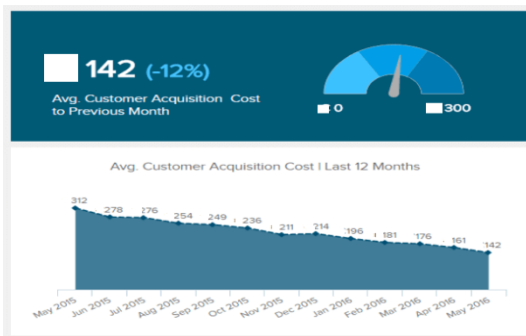 142 (-12%)
Avg. Customer Acquisition Cost
to Previous Month
0
300
Avg. Customer Acquisition Cost | Last 12 Months
312
278
276
254
249
236
211
214
196
181
176
161
142
May 2015
Jun 2015
Jul 2015
Aug 2015
Sep 2015
Oct 2015
Nov 2015
Dec 2015
Jan 2016
Feb 2016
Mar 2016
Apr 2016
May 2016